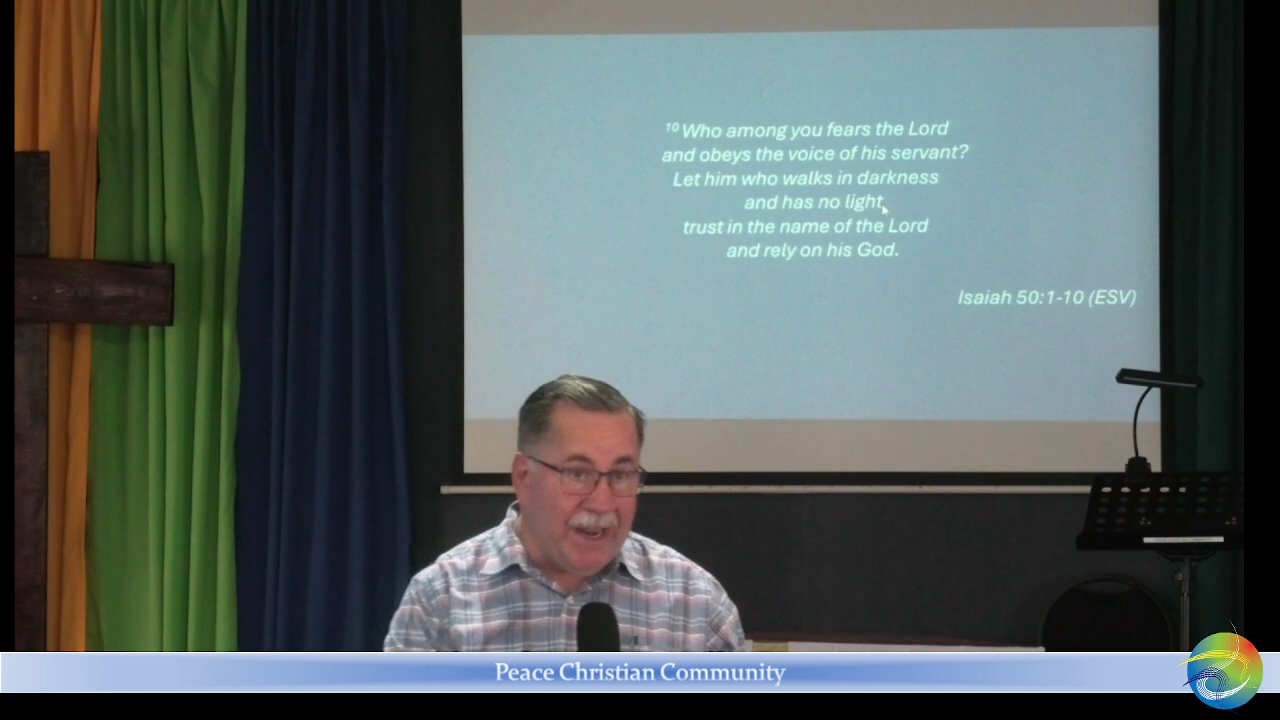 10 Who among you fears the Lord
and obeys the voice of his servant?
Let him who walks in darkness
and has no light,
trust in the name of the Lord
and rely on his God.
Isaiah 50:1-10 (ESV)
Peace Christian Community